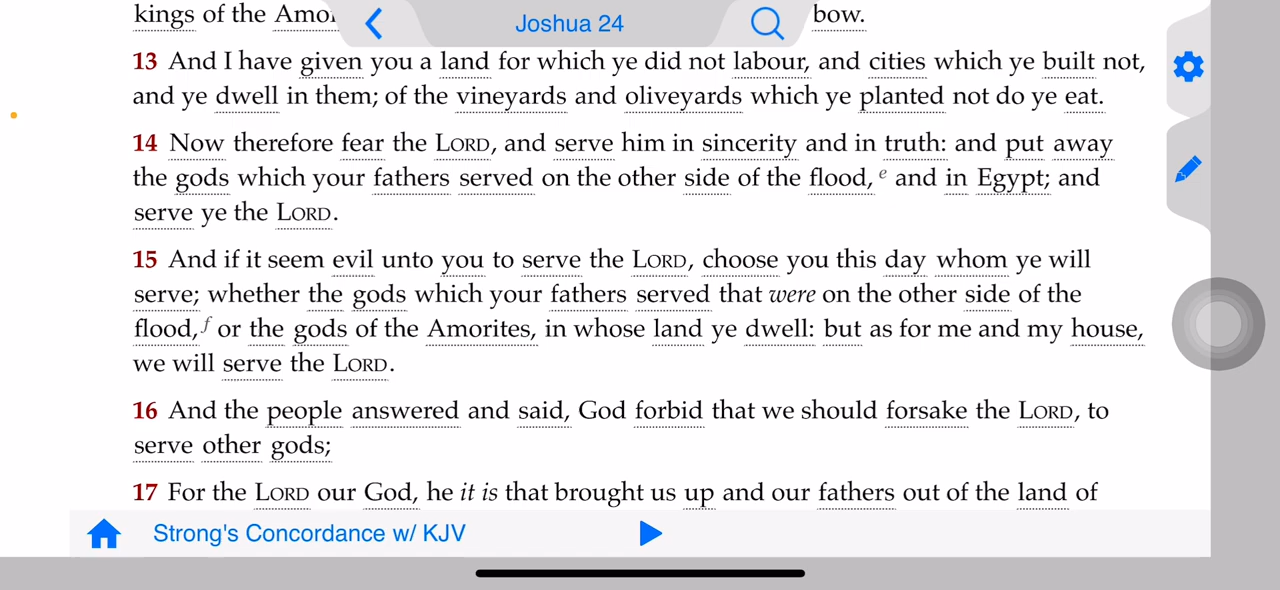 kings of the Amor
Joshua 24
bow.
13 And I have given you a land for which ye did not labour, and cities which ye built not,
and ye dwell in them; of the vineyards and oliveyards which ye planted not do ye eat.
14 Now therefore fear the LORD, and serve him in sincerity and in truth: and put away
the gods which your fathers served on the other side of the flood, e and in Egypt; and
serve ye the LORD.
15 And if it seem evil unto you to serve the LORD, choose you this day whom ye will
serve; whether the gods which your fathers served that were on the other side of the
flood, f or the gods of the Amorites, in whose land ye dwell: but as for me and my house,
we will serve the LORD.
16 And the people answered and said, God forbid that we should forsake the LORD, to
serve other gods;
17 For the LORD our God, he it is that brought us up and our fathers out of the land of
Strong's Concordance w/ KJV